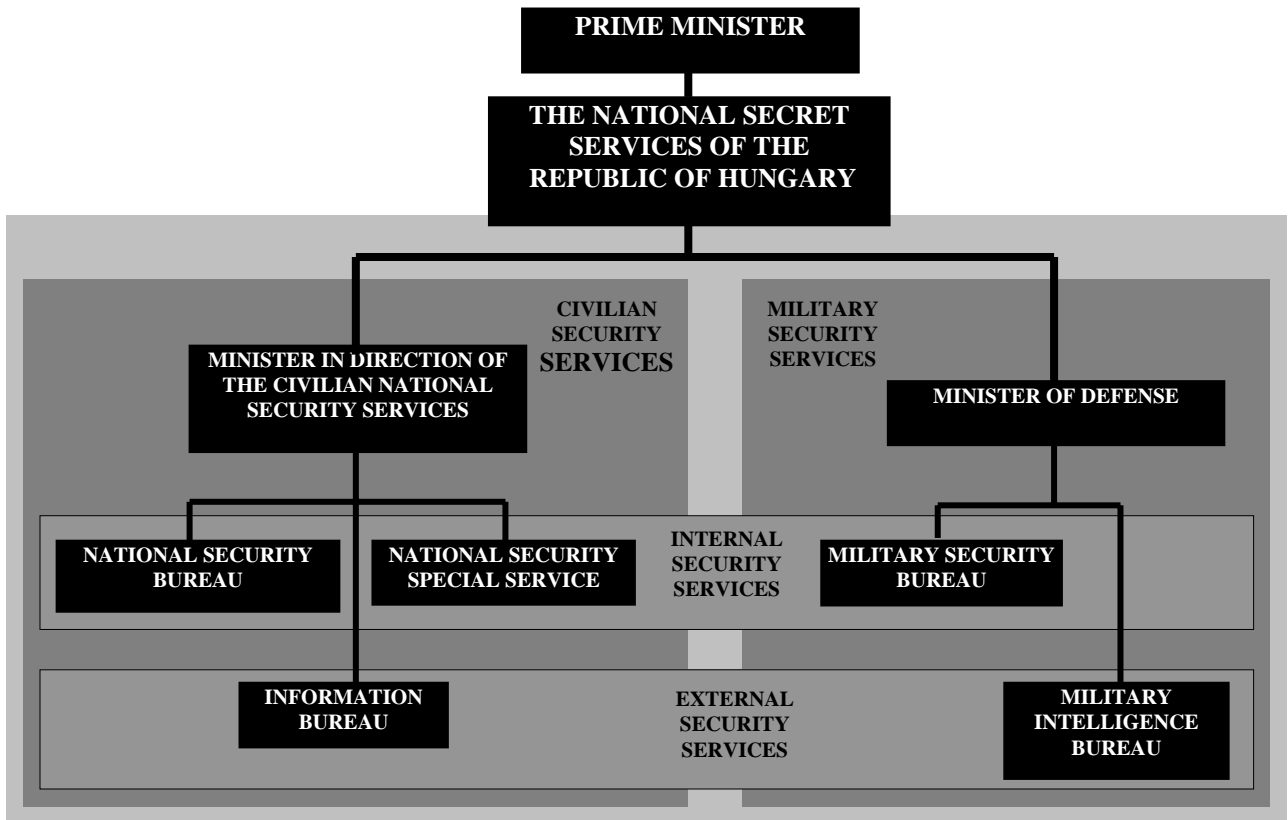 PRIME MINISTER
THE NATIONAL SECRET
SERVICES OF THE
REPUBLIC OF HUNGARY
CIVILIAN
SECURITY
SERVICES
MILITARY
SECURITY
SERVICES
MINISTER IN DIRECTION OF
THE CIVILIAN NATIONAL
SECURITY SERVICES
MINISTER OF DEFENSE
NATIONAL SECURITY
BUREAU
NATIONAL SECURITY
SPECIAL SERVICE
INTERNAL
SECURITY
SERVICES
MILITARY SECURITY
BUREAU
INFORMATION
BUREAU
EXTERNAL
SECURITY
SERVICES
MILITARY
INTELLIGENCE
BUREAU